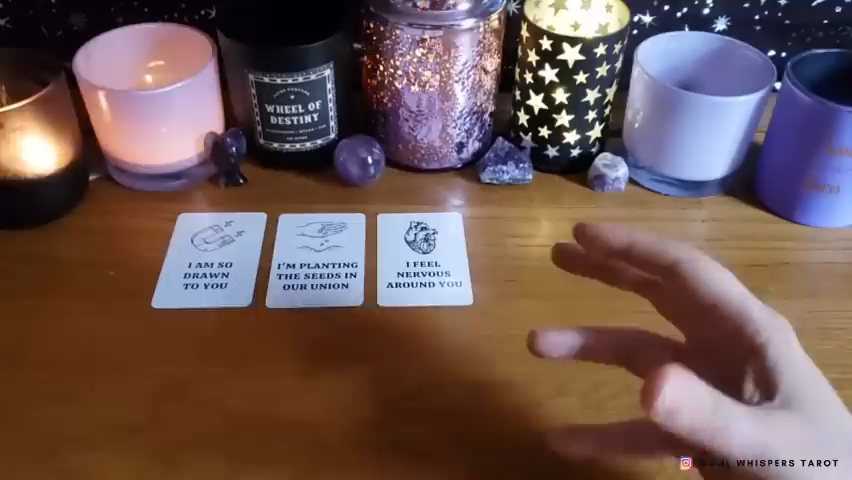 WHEEL OF
DESTINY
I AM SO
DRAWN
TO YOU
I'M PLANTING
THE SEEDS IN
OUR UNION
I FEEL
NERVOUS
AROUND YOU
WHISPERS TAROT